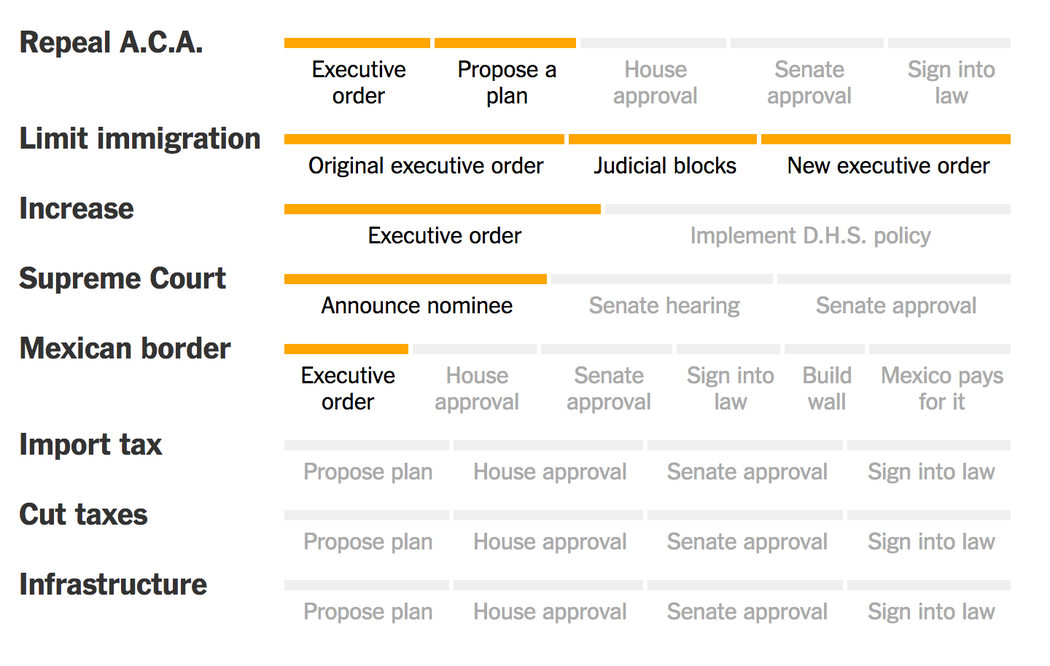 Repeal A.C.A.
Executive order
Propose a plan
House approval
Senate approval
Sign into law
Limit immigration
Original executive order
Judicial blocks
New executive order
Increase
Executive order
Implement D.H.S. policy
Supreme Court
Announce nominee
Senate hearing
Senate approval
Mexican border
Executive order
House approval
Senate approval
Sign into law
Build wall
Mexico pays for it
Import tax
Propose plan
House approval
Senate approval
Sign into law
Cut taxes
Propose plan
House approval
Senate approval
Sign into law
Infrastructure
Propose plan
House approval
Senate approval
Sign into law